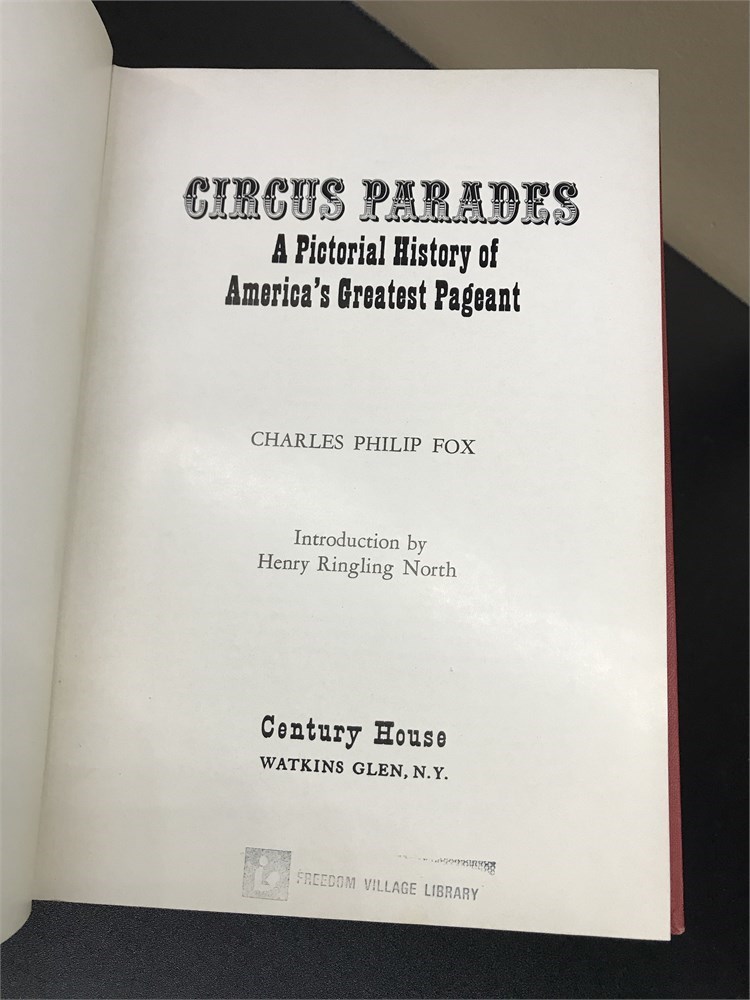 CIRCUS PARADES
A Pictorial History of
America's Greatest Pageant
CHARLES PHILIP FOX
Introduction by
Henry Ringling North
Century House
WATKINS GLEN, N.Y.
FREEDOM VILLAGE LIBRARY